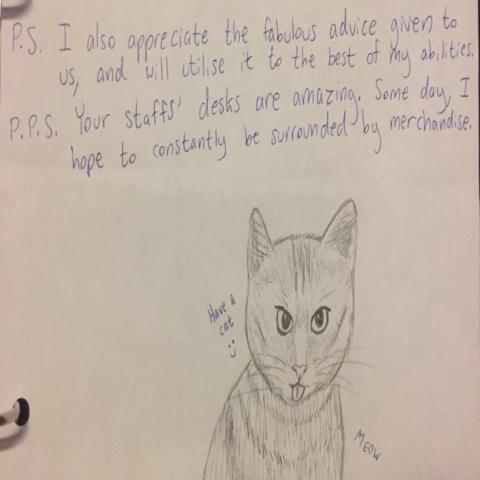 P.S. I also appreciate the fabulous advice given to
us, and will utilise it to the best of my abilities.
P.P.S. Your staffs' desks are amazing. Some day, I
hope to constantly be surrounded by merchandise.
Have a
cat
:)
MEOW